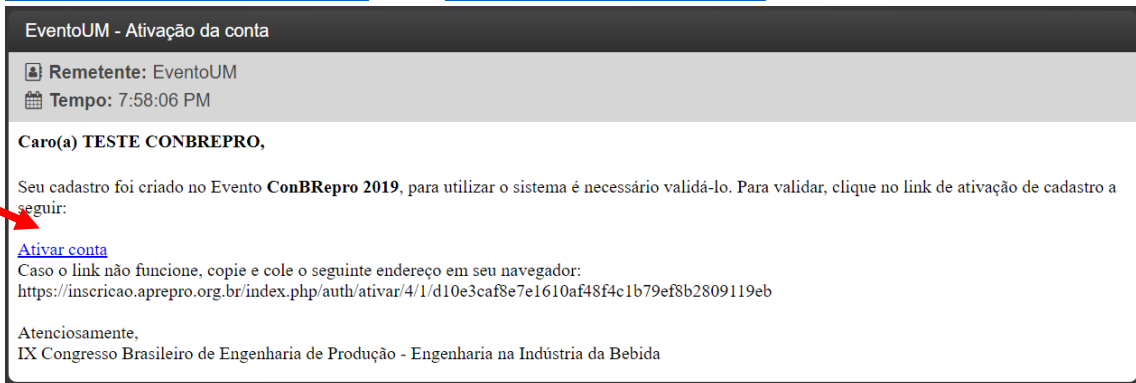 EventoUM - Ativação da conta
Remetente: EventoUM
Tempo: 7:58:06 PM
Caro(a) TESTE CONBREPRO,
Seu cadastro foi criado no Evento ConBRepro 2019, para utilizar o sistema é necessário validá-lo. Para validar, clique no link de ativação de cadastro a
seguir:
Ativar conta
Caso o link não funcione, copie e cole o seguinte endereço em seu navegador:
https://inscricao.aprepro.org.br/index.php/auth/ativar/4/1/d10e3caf8e7e1610af48f4c1b79ef8b2809119eb
Atenciosamente,
IX Congresso Brasileiro de Engenharia de Produção - Engenharia na Indústria da Bebida